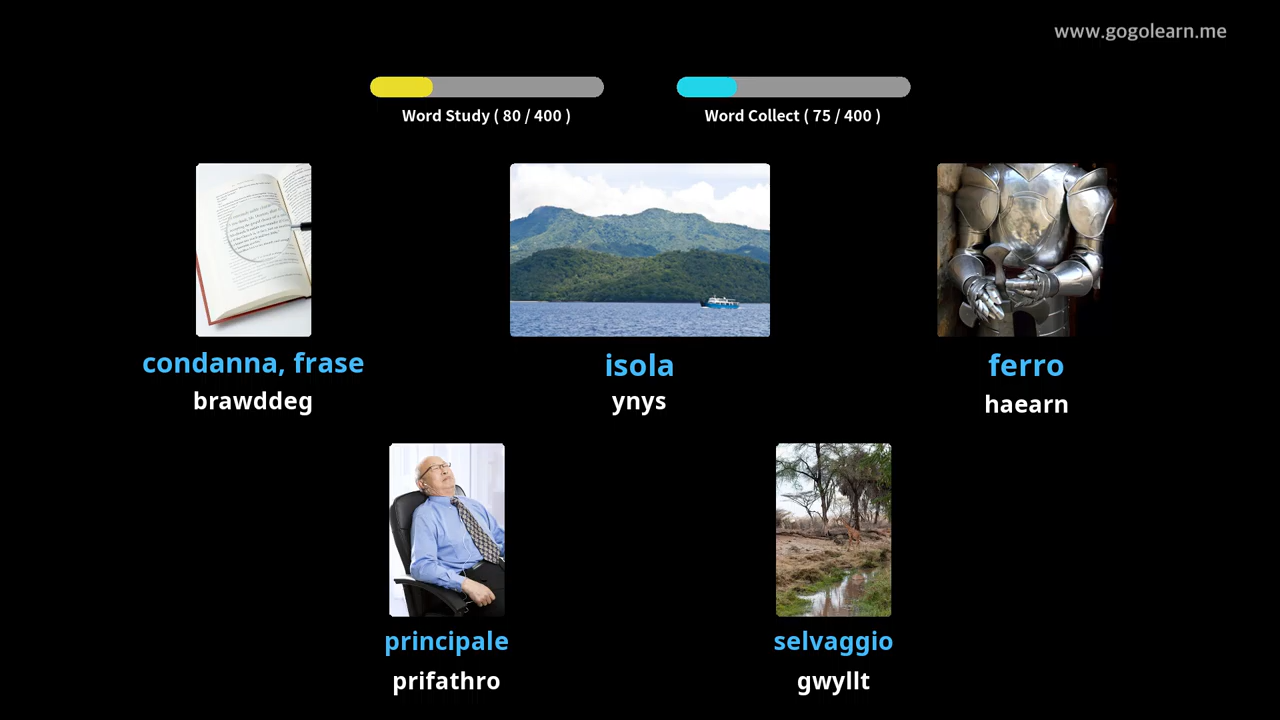 www.gogolearn.me
Word Study ( 80 / 400 )
Word Collect ( 75 / 400 )
condanna, frase
brawddeg
isola
ynys
ferro
haearn
principale
prifathro
selvaggio
gwyllt